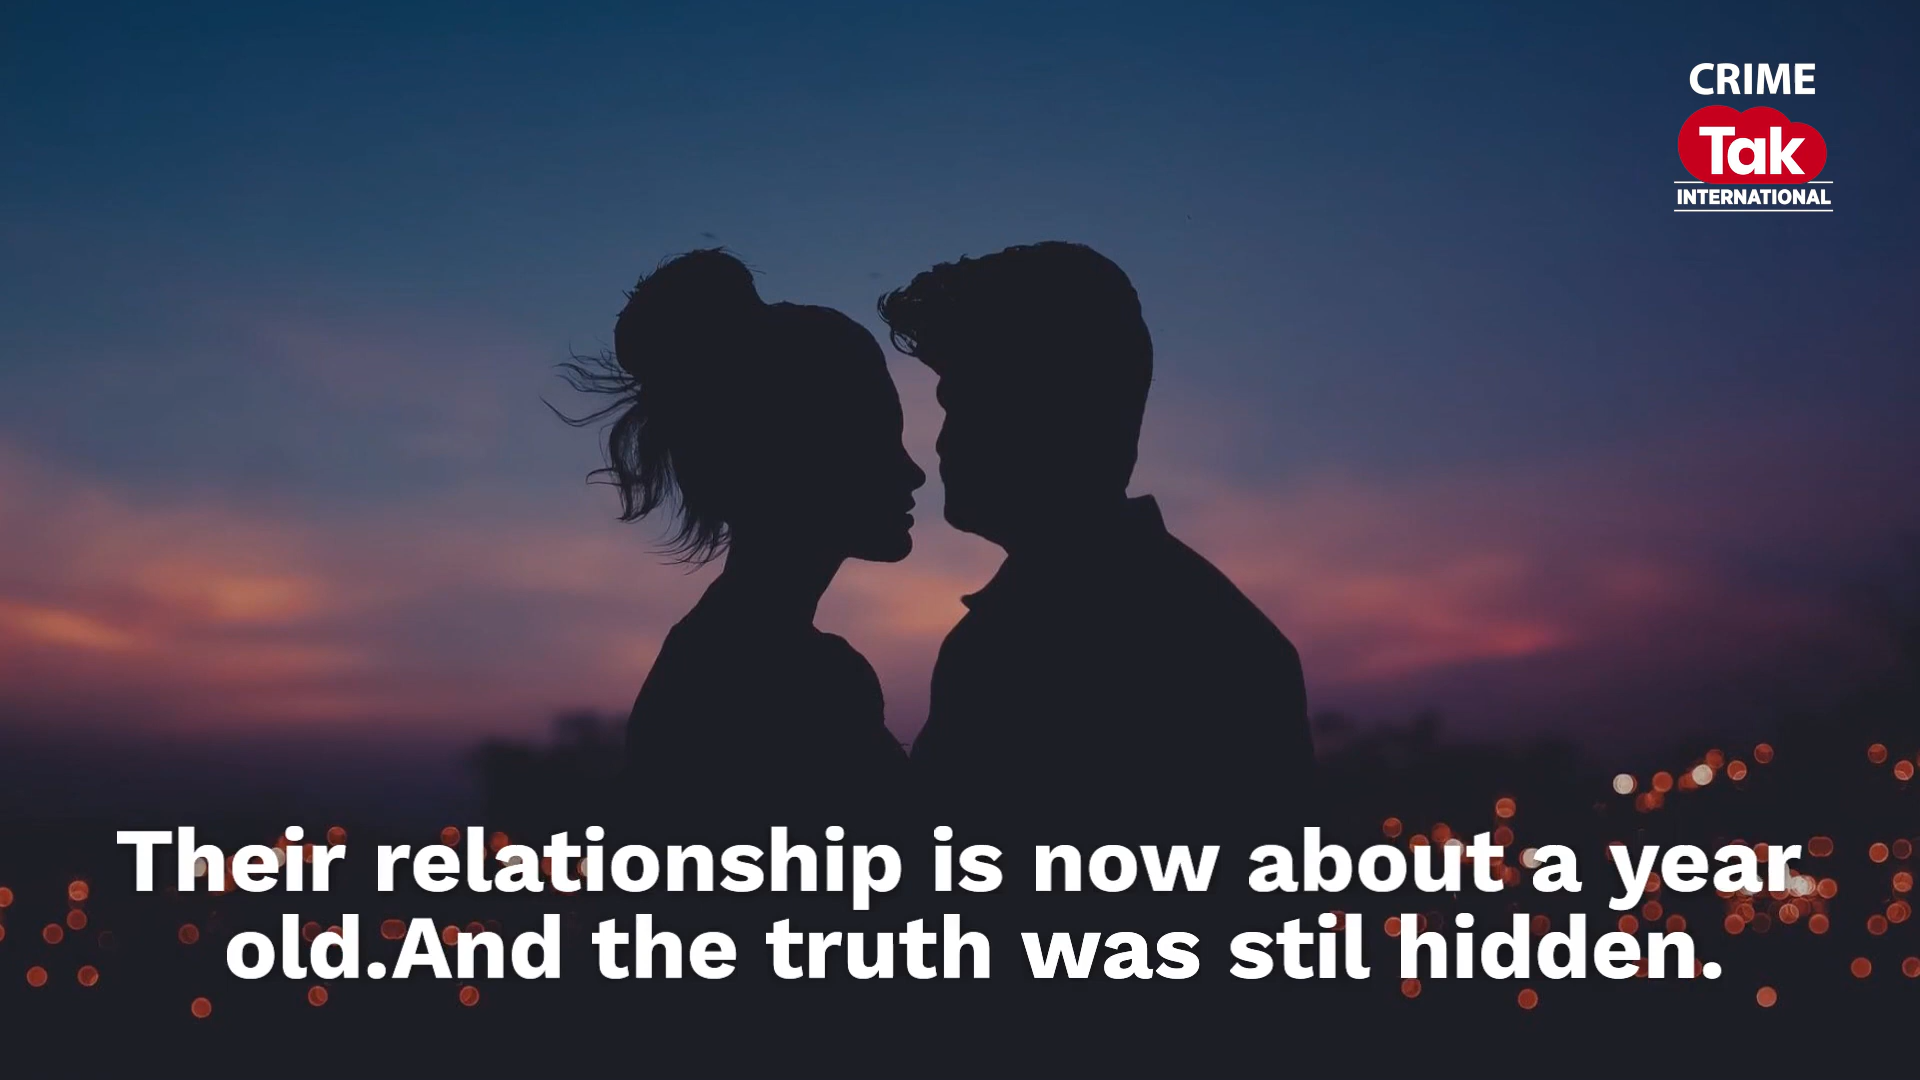 CRIME
Tak
INTERNATIONAL
Their relationship is now about a year
old.And the truth was stil hidden.